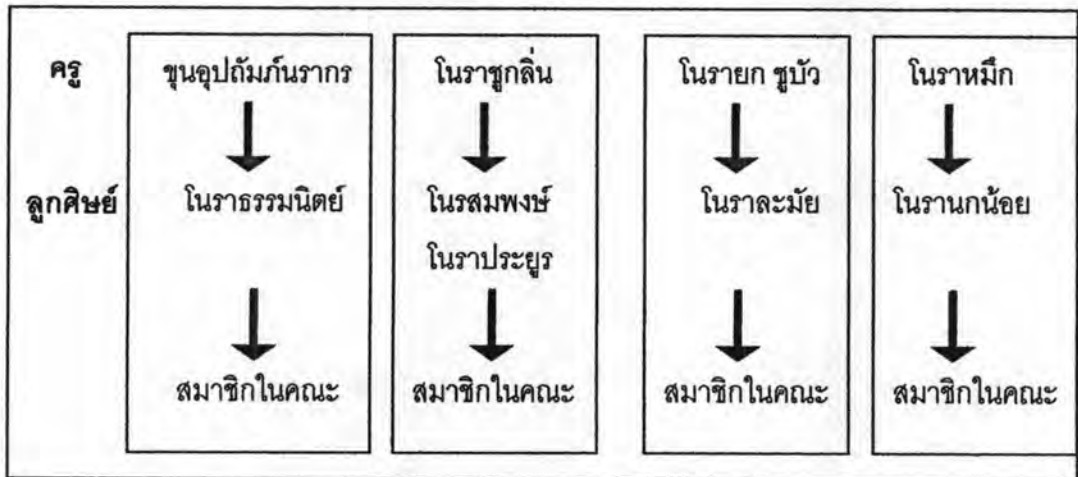 ครู ขุนอุปถัมภ์นรากร โนราชูกลิ่น โนรายก ชูบัว โนราหมึก
ลูกศิษย์ โนราธรรมนิตย์ โนรสมพงษ์ โนราละมัย โนรานกน้อย
โนราประยูร
สมาชิกในคณะ สมาชิกในคณะ สมาชิกในคณะ สมาชิกในคณะ